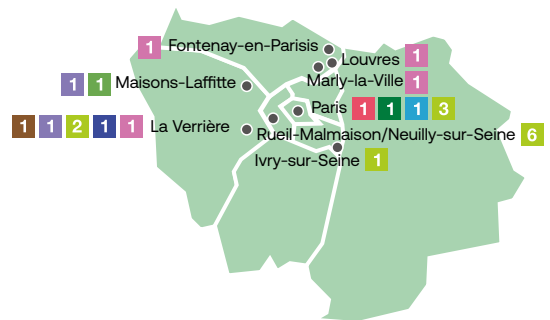 1 Fontenay-en-Parisis
Louvres 1
1 1 Maisons-Laffitte
Marly-la-Ville 1
Paris 1 1 1 3
1 1 2 1 1 La Verrière
Rueil-Malmaison/Neuilly-sur-Seine 6
Ivry-sur-Seine 1